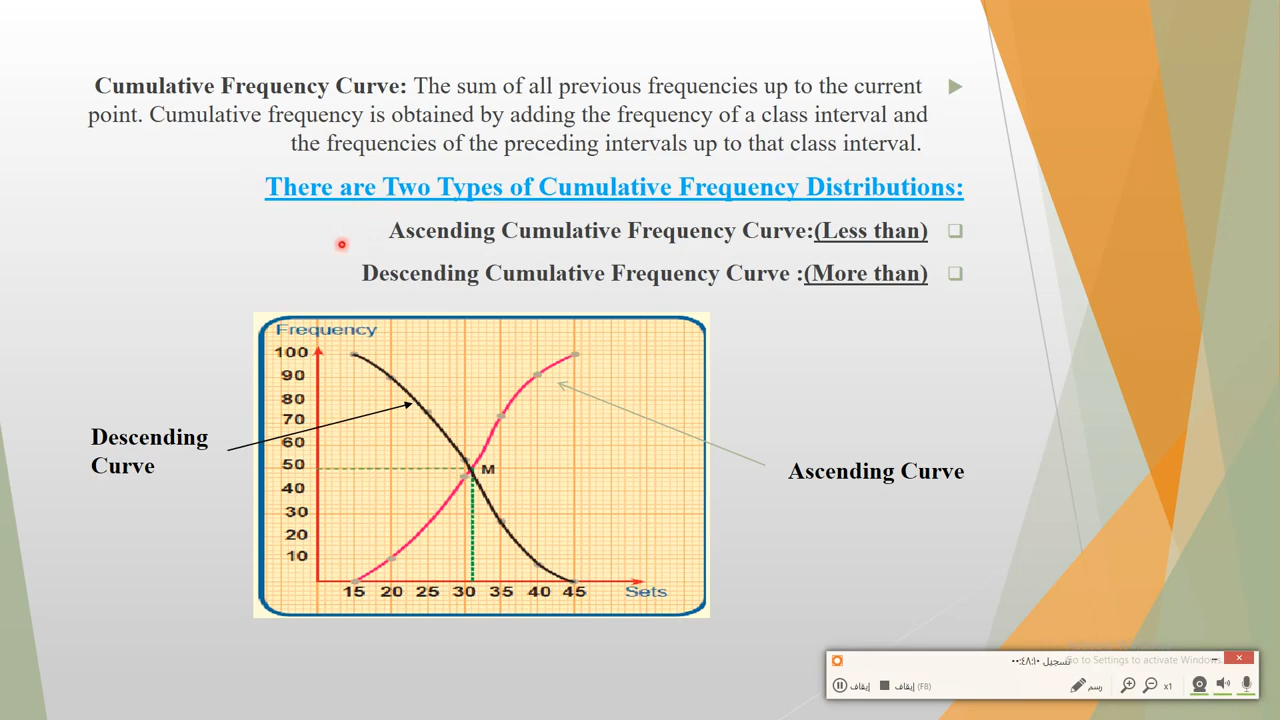 Cumulative Frequency Curve: The sum of all previous frequencies up to the current
point. Cumulative frequency is obtained by adding the frequency of a class interval and
the frequencies of the preceding intervals up to that class interval.
There are Two Types of Cumulative Frequency Distributions:
Ascending Cumulative Frequency Curve:(Less than)
Descending Cumulative Frequency Curve :(More than)
Frequency
100
90
80
70
60
50
40
30
20
10
M
15 20 25 30 35 40 45 Sets
Descending
Curve
Ascending Curve
تسجيل ٠٠:٤٨:١٠
Go to Settings to activate Windows.
إيقاف إيقاف (F8) رسم x1